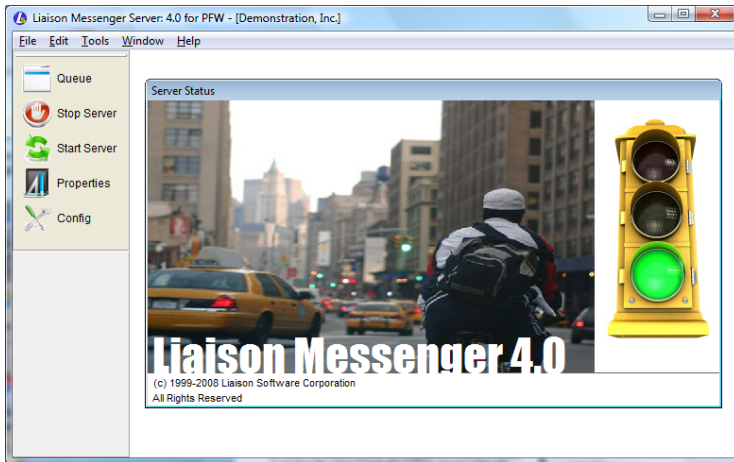 Liaison Messenger Server: 4.0 for PFW - [Demonstration, Inc.]
File Edit Tools Window Help
Queue
Stop Server
Start Server
Properties
Config
Server Status
Liaison Messenger 4.0
(c) 1999-2008 Liaison Software Corporation
All Rights Reserved